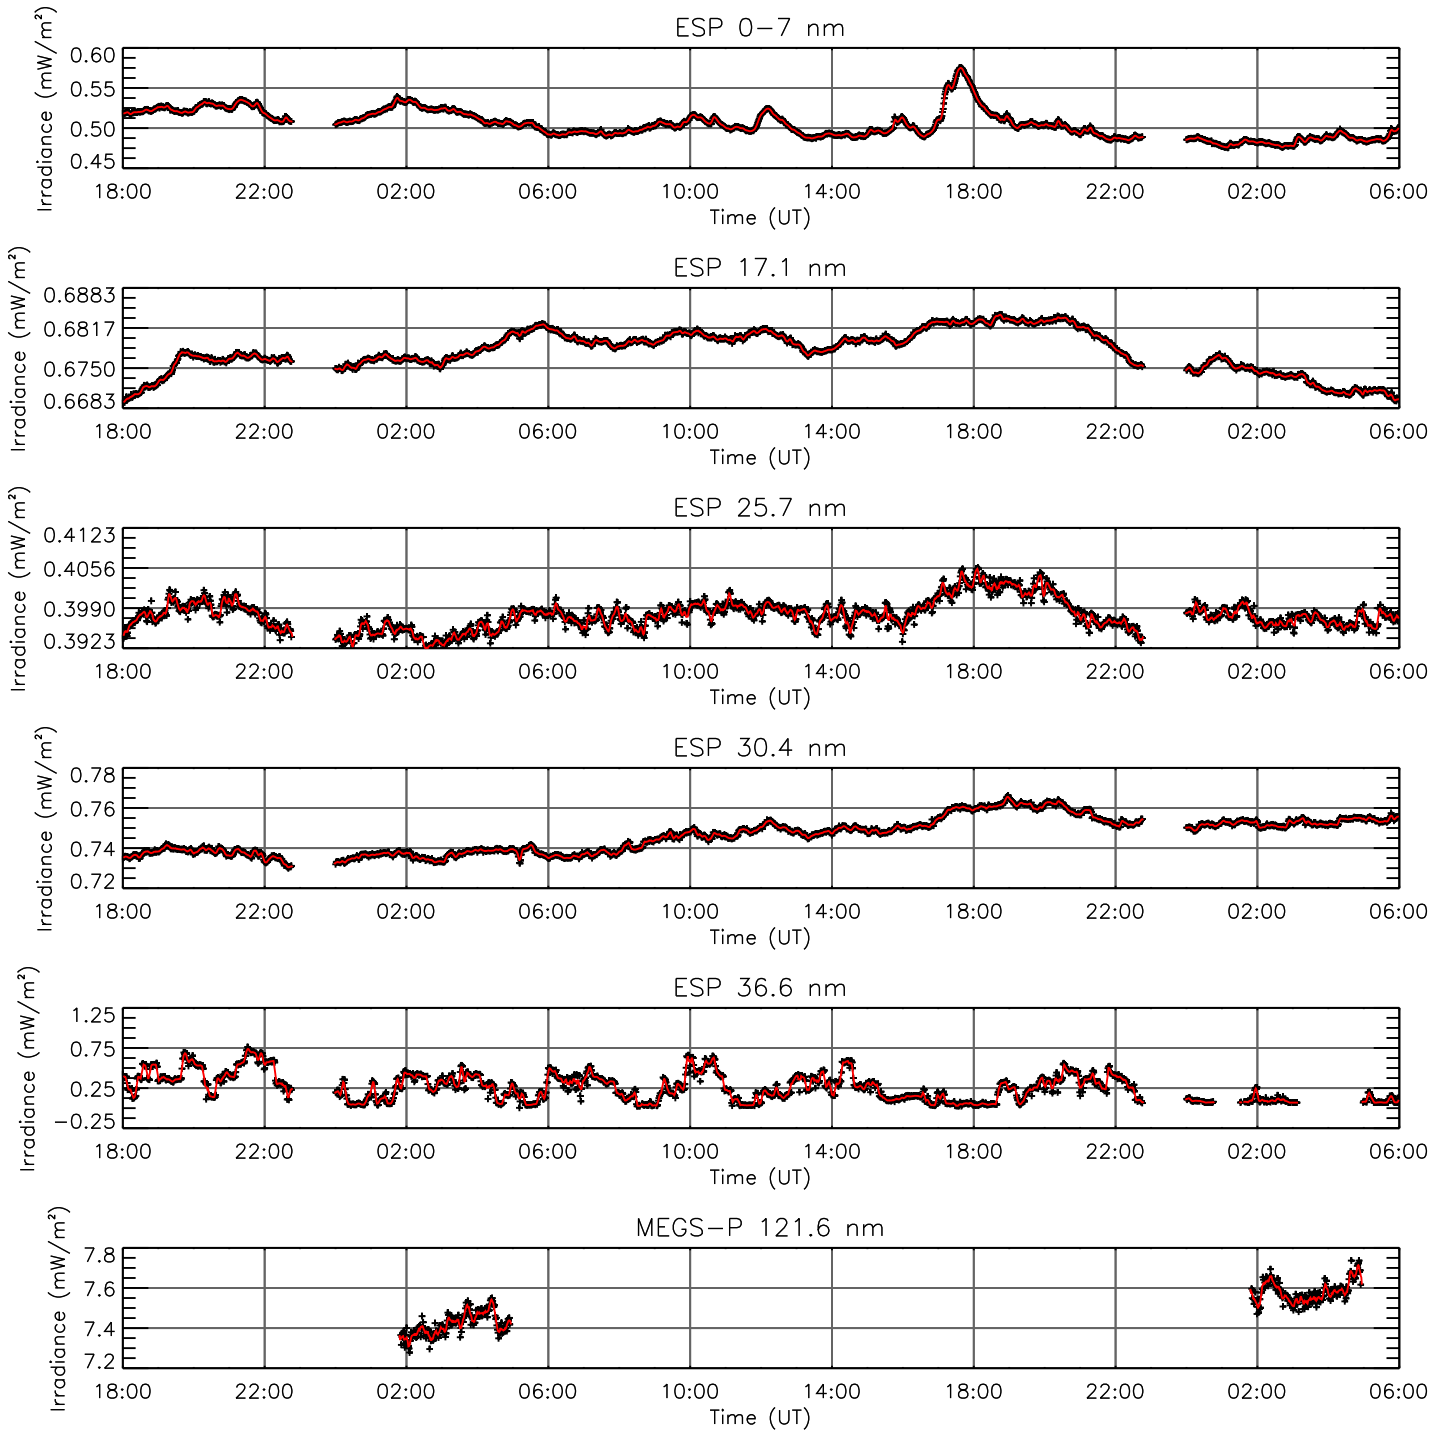 ESP 0−7 nm
Irradiance (mW/m²)
0.60
0.55
0.50
0.45
18:00 22:00 02:00 06:00 10:00 14:00 18:00 22:00 02:00 06:00
Time (UT)
ESP 17.1 nm
Irradiance (mW/m²)
0.6883
0.6817
0.6750
0.6683
18:00 22:00 02:00 06:00 10:00 14:00 18:00 22:00 02:00 06:00
Time (UT)
ESP 25.7 nm
Irradiance (mW/m²)
0.4123
0.4056
0.3990
0.3923
18:00 22:00 02:00 06:00 10:00 14:00 18:00 22:00 02:00 06:00
Time (UT)
ESP 30.4 nm
Irradiance (mW/m²)
0.78
0.76
0.74
0.72
18:00 22:00 02:00 06:00 10:00 14:00 18:00 22:00 02:00 06:00
Time (UT)
ESP 36.6 nm
Irradiance (mW/m²)
1.25
0.75
0.25
−0.25
18:00 22:00 02:00 06:00 10:00 14:00 18:00 22:00 02:00 06:00
Time (UT)
MEGS−P 121.6 nm
Irradiance (mW/m²)
7.8
7.6
7.4
7.2
18:00 22:00 02:00 06:00 10:00 14:00 18:00 22:00 02:00 06:00
Time (UT)